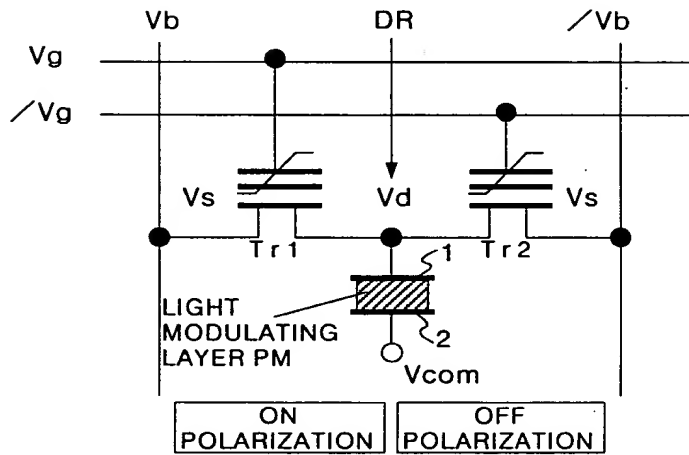 Vb
DR
/Vb
Vg
/Vg
Vs
Vd
Vs
Tr1
Tr2
1
LIGHT
MODULATING
LAYER PM
2
Vcom
ON
POLARIZATION
OFF
POLARIZATION